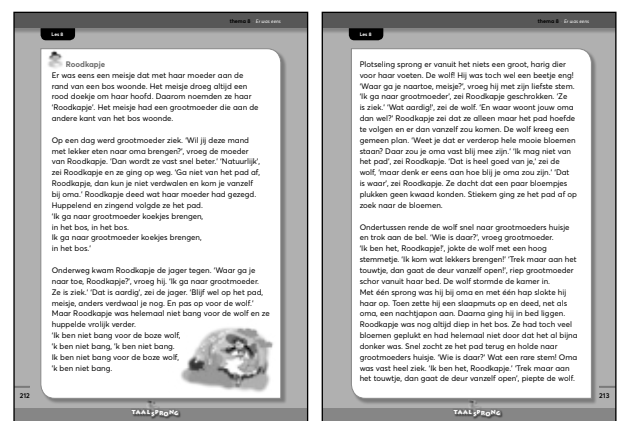 thema 8 Er was eens
Les 8
Roodkapje
Er was eens een meisje dat met haar moeder aan de
rand van een bos woonde. Het meisje droeg altijd een
rood doekje om haar hoofd. Daarom noemden ze haar
'Roodkapje'. Het meisje had een grootmoeder die aan de
andere kant van het bos woonde.
Op een dag werd grootmoeder ziek. 'Wil jij deze mand
met lekker eten naar oma brengen?', vroeg de moeder
van Roodkapje. 'Dan wordt ze vast snel beter.' 'Natuurlijk',
zei Roodkapje en ze ging op weg. 'Ga niet van het pad af,
Roodkapje, dan kun je niet verdwalen en kom je vanzelf
bij oma.' Roodkapje deed wat haar moeder had gezegd.
Huppelend en zingend volgde ze het pad.
'Ik ga naar grootmoeder koekjes brengen,
in het bos, in het bos.
Ik ga naar grootmoeder koekjes brengen,
in het bos.'
Onderweg kwam Roodkapje de jager tegen. 'Waar ga je
naar toe, Roodkapje?', vroeg hij. 'Ik ga naar grootmoeder.
Ze is ziek.' 'Dat is aardig', zei de jager. 'Blijf wel op het pad,
meisje, anders verdwaal je nog. En pas op voor de wolf.'
Maar Roodkapje was helemaal niet bang voor de wolf en ze
huppelde vrolijk verder.
'Ik ben niet bang voor de boze wolf,
'k ben niet bang, 'k ben niet bang.
Ik ben niet bang voor de boze wolf,
'k ben niet bang.
212
TAALSPRONG
thema 8 Er was eens
Les 8
Plotseling sprong er vanuit het niets een groot, harig dier
voor haar voeten. De wolf! Hij was toch wel een beetje eng!
'Waar ga je naartoe, meisje?', vroeg hij met zijn liefste stem.
'Ik ga naar grootmoeder', zei Roodkapje geschrokken. 'Ze
is ziek.' 'Wat aardig!', zei de wolf. 'En waar woont jouw oma
dan wel?' Roodkapje zei dat ze alleen maar het pad hoefde
te volgen en er dan vanzelf zou komen. De wolf kreeg een
gemeen plan. 'Weet je dat er verderop hele mooie bloemen
staan? Daar zou je oma vast blij mee zijn.' 'Ik mag niet van
het pad', zei Roodkapje. 'Dit is heel goed van je,' zei de
wolf, 'maar denk er eens aan hoe blij je oma zou zijn.' 'Dat
is waar', zei Roodkapje. Ze dacht dat een paar bloempjes
plukken geen kwaad konden. Stiekem ging ze het pad af op
zoek naar de bloemen.
Ondertussen rende de wolf snel naar grootmoeders huisje
en trok aan de bel. 'Wie is daar?', vroeg grootmoeder.
'Ik ben het, Roodkapje!', jokte de wolf met een hoog
stemmetje. 'Ik kom wat lekkers brengen!' 'Trek maar aan het
touwtje, dan gaat de deur vanzelf open!', riep grootmoeder
schor vanuit haar bed. De wolf stormde de kamer in.
Met één sprong was hij bij oma en met één hap slokte hij
haar op. Toen zette hij een slaapmuts op en deed, net als
oma, een nachtjapon aan. Daarna ging hij in bed liggen.
Roodkapje was nog altijd diep in het bos. Ze had toch veel
bloemen geplukt en had helemaal niet door dat het al bijna
donker was. Snel zocht ze het pad terug en holde naar
grootmoeders huisje. 'Wie is daar?' Wat een rare stem! Oma
was vast heel ziek. 'Ik ben het, Roodkapje.' 'Trek maar aan
het touwtje, dan gaat de deur vanzelf open', piepte de wolf.
213
TAALSPRONG